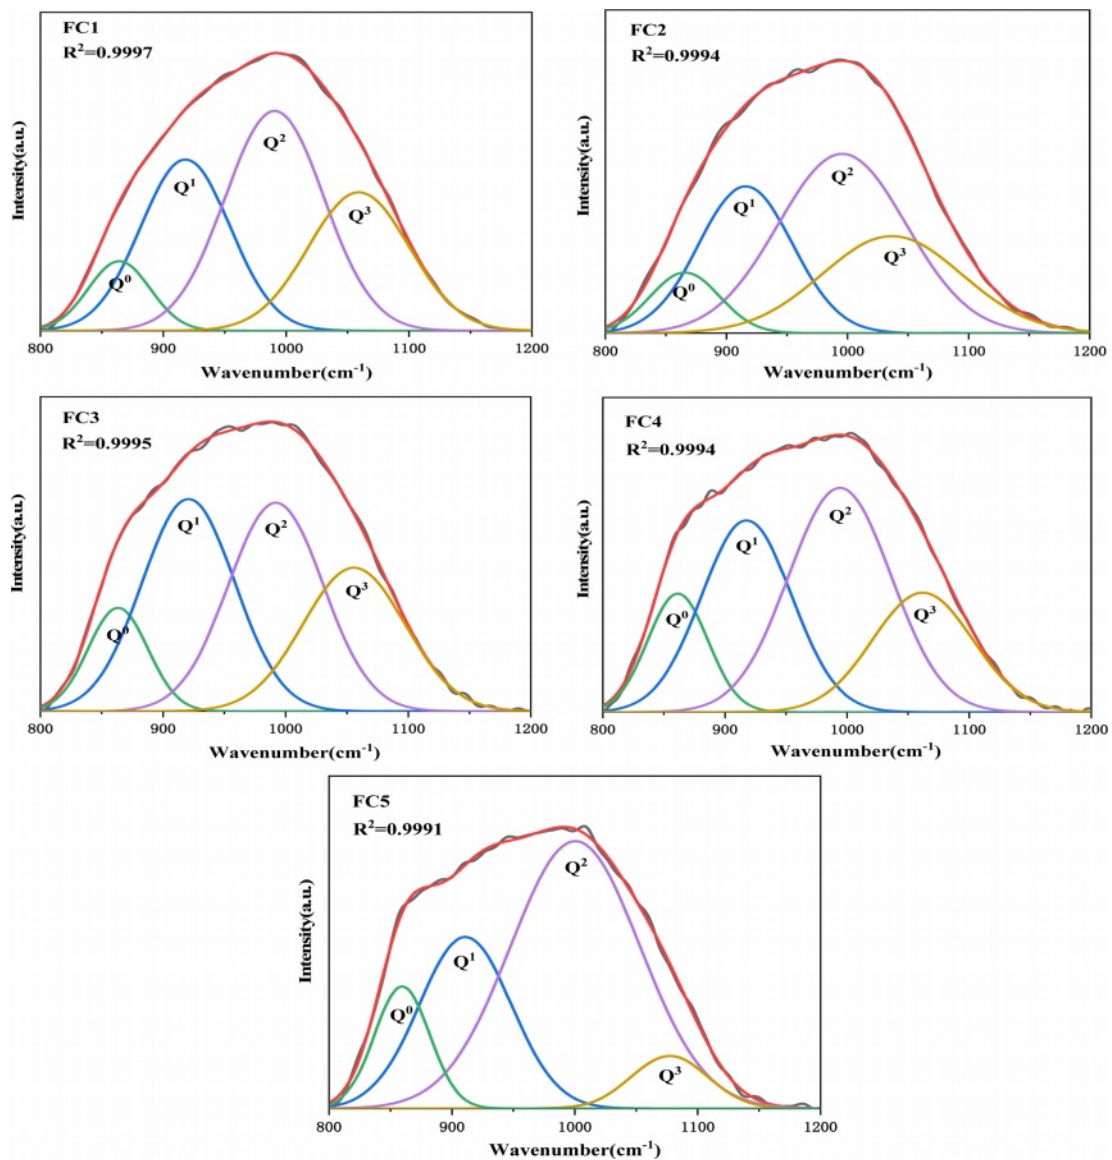 FC1
R²=0.9997
Q⁰
Q¹
Q²
Q³
Intensity(a.u.)
800
900
1000
1100
1200
Wavenumber(cm⁻¹)
FC2
R²=0.9994
Q⁰
Q¹
Q²
Q³
Intensity(a.u.)
800
900
1000
1100
1200
Wavenumber(cm⁻¹)
FC3
R²=0.9995
Q⁰
Q¹
Q²
Q³
Intensity(a.u.)
800
900
1000
1100
1200
Wavenumber(cm⁻¹)
FC4
R²=0.9994
Q⁰
Q¹
Q²
Q³
Intensity(a.u.)
800
900
1000
1100
1200
Wavenumber(cm⁻¹)
FC5
R²=0.9991
Q⁰
Q¹
Q²
Q³
Intensity(a.u.)
800
900
1000
1100
1200
Wavenumber(cm⁻¹)